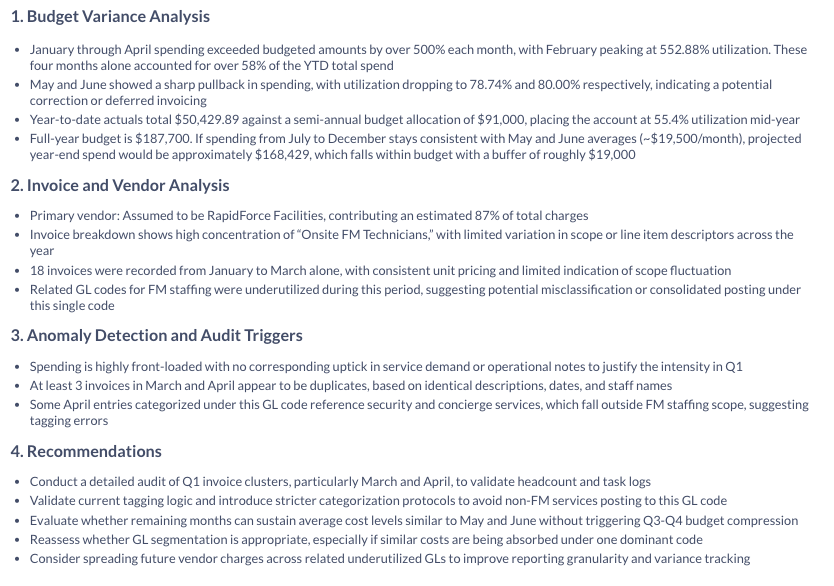 1. Budget Variance Analysis
• January through April spending exceeded budgeted amounts by over 500% each month, with February peaking at 552.88% utilization. These
four months alone accounted for over 58% of the YTD total spend
• May and June showed a sharp pullback in spending, with utilization dropping to 78.74% and 80.00% respectively, indicating a potential
correction or deferred invoicing
• Year-to-date actuals total $50,429.89 against a semi-annual budget allocation of $91,000, placing the account at 55.4% utilization mid-year
• Full-year budget is $187,700. If spending from July to December stays consistent with May and June averages (~$19,500/month), projected
year-end spend would be approximately $168,429, which falls within budget with a buffer of roughly $19,000
2. Invoice and Vendor Analysis
• Primary vendor: Assumed to be RapidForce Facilities, contributing an estimated 87% of total charges
• Invoice breakdown shows high concentration of “Onsite FM Technicians,” with limited variation in scope or line item descriptors across the
year
• 18 invoices were recorded from January to March alone, with consistent unit pricing and limited indication of scope fluctuation
• Related GL codes for FM staffing were underutilized during this period, suggesting potential misclassification or consolidated posting under
this single code
3. Anomaly Detection and Audit Triggers
• Spending is highly front-loaded with no corresponding uptick in service demand or operational notes to justify the intensity in Q1
• At least 3 invoices in March and April appear to be duplicates, based on identical descriptions, dates, and staff names
• Some April entries categorized under this GL code reference security and concierge services, which fall outside FM staffing scope, suggesting
tagging errors
4. Recommendations
• Conduct a detailed audit of Q1 invoice clusters, particularly March and April, to validate headcount and task logs
• Validate current tagging logic and introduce stricter categorization protocols to avoid non-FM services posting to this GL code
• Evaluate whether remaining months can sustain average cost levels similar to May and June without triggering Q3-Q4 budget compression
• Reassess whether GL segmentation is appropriate, especially if similar costs are being absorbed under one dominant code
• Consider spreading future vendor charges across related underutilized GLs to improve reporting granularity and variance tracking